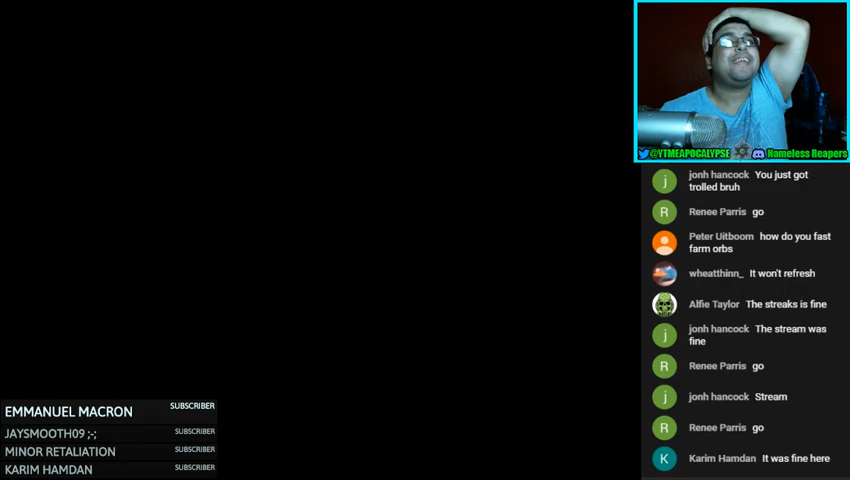 @YTMEAPOCALYPSE Nameless Reapers
jonh hancock You just got
trolled bruh
Renee Parris go
Peter Uitboom how do you fast
farm orbs
wheatthinn_ It won't refresh
Alfie Taylor The streaks is fine
jonh hancock The stream was
fine
Renee Parris go
jonh hancock Stream
Renee Parris go
Karim Hamdan It was fine here
EMMANUEL MACRON SUBSCRIBER
JAYSMOOTH09 ;-; SUBSCRIBER
MINOR RETALIATION SUBSCRIBER
KARIM HAMDAN SUBSCRIBER